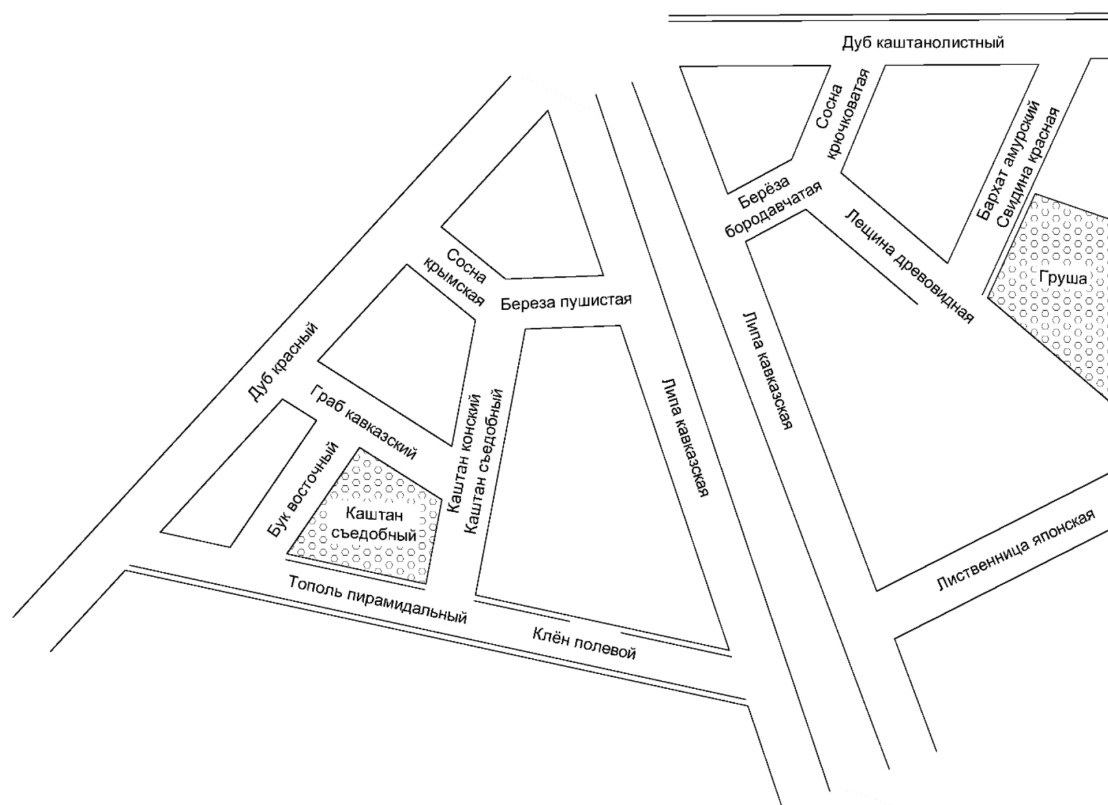 Дуб каштанолистный
Сосна
крючковатая
Бархат амурский
Свидина красная
Берёза
бородавчатая
Лещина древовидная
Груша
Сосна
крымская
Береза пушистая
Дуб красный
Граб кавказский
Липа кавказская
Липа кавказская
Каштан конский
Каштан съедобный
Бук восточный
Каштан
съедобный
Тополь пирамидальный
Клён полевой
Лиственница японская